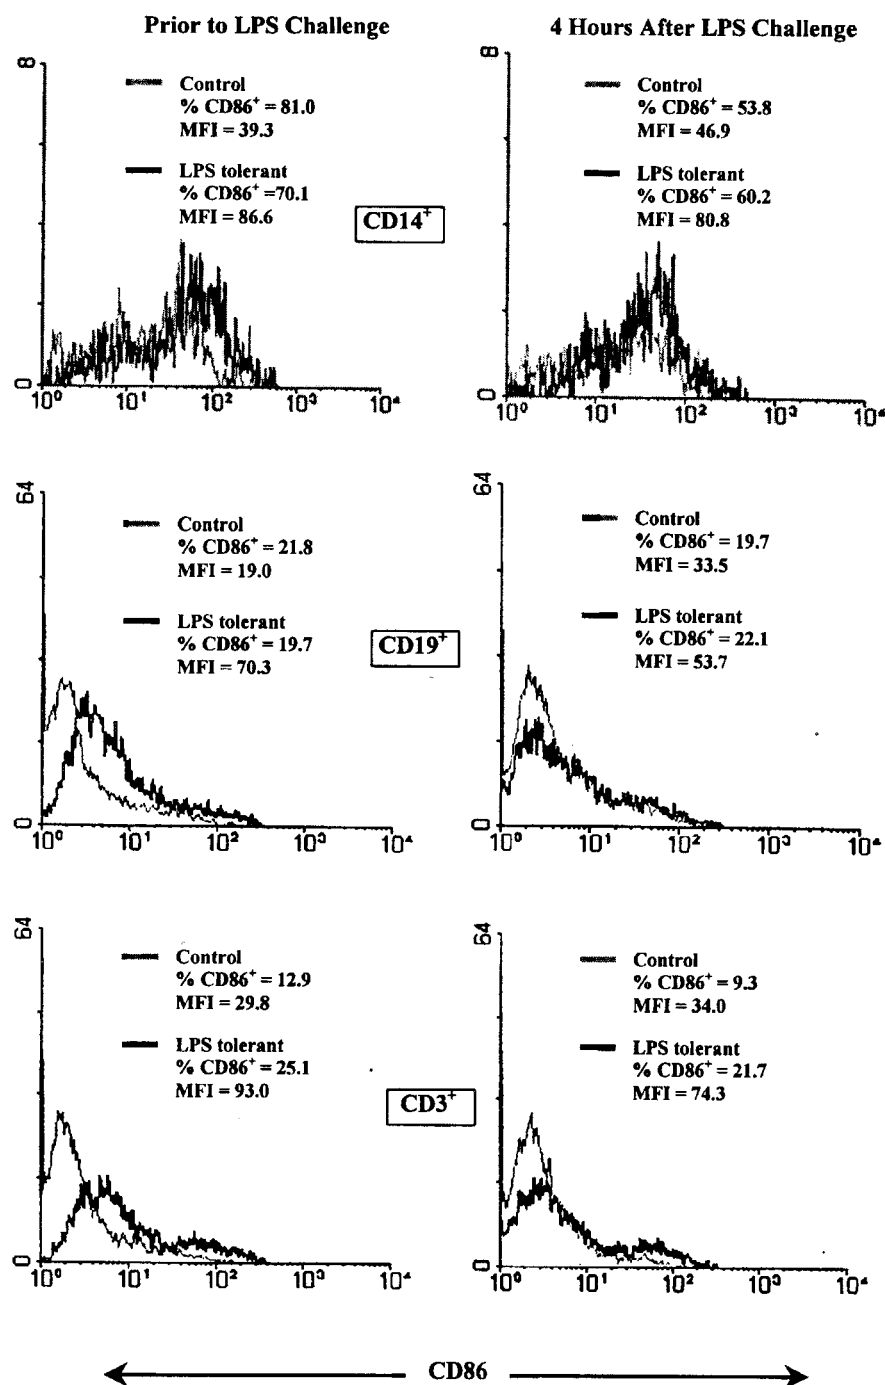 Prior to LPS Challenge
4 Hours After LPS Challenge
8
Control
% CD86⁺ = 81.0
MFI = 39.3
LPS tolerant
% CD86⁺ =70.1
MFI = 86.6
0
10⁰ 10¹ 10² 10³ 10⁴
CD14⁺
8
Control
% CD86⁺ = 53.8
MFI = 46.9
LPS tolerant
% CD86⁺ = 60.2
MFI = 80.8
0
10⁰ 10¹ 10² 10³ 10⁴
64
Control
% CD86⁺ = 21.8
MFI = 19.0
LPS tolerant
% CD86⁺ = 19.7
MFI = 70.3
0
10⁰ 10¹ 10² 10³ 10⁴
CD19⁺
64
Control
% CD86⁺ = 19.7
MFI = 33.5
LPS tolerant
% CD86⁺ = 22.1
MFI = 53.7
0
10⁰ 10¹ 10² 10³ 10⁴
64
Control
% CD86⁺ = 12.9
MFI = 29.8
LPS tolerant
% CD86⁺ = 25.1
MFI = 93.0
0
10⁰ 10¹ 10² 10³ 10⁴
CD3⁺
64
Control
% CD86⁺ = 9.3
MFI = 34.0
LPS tolerant
% CD86⁺ = 21.7
MFI = 74.3
0
10⁰ 10¹ 10² 10³ 10⁴
CD86